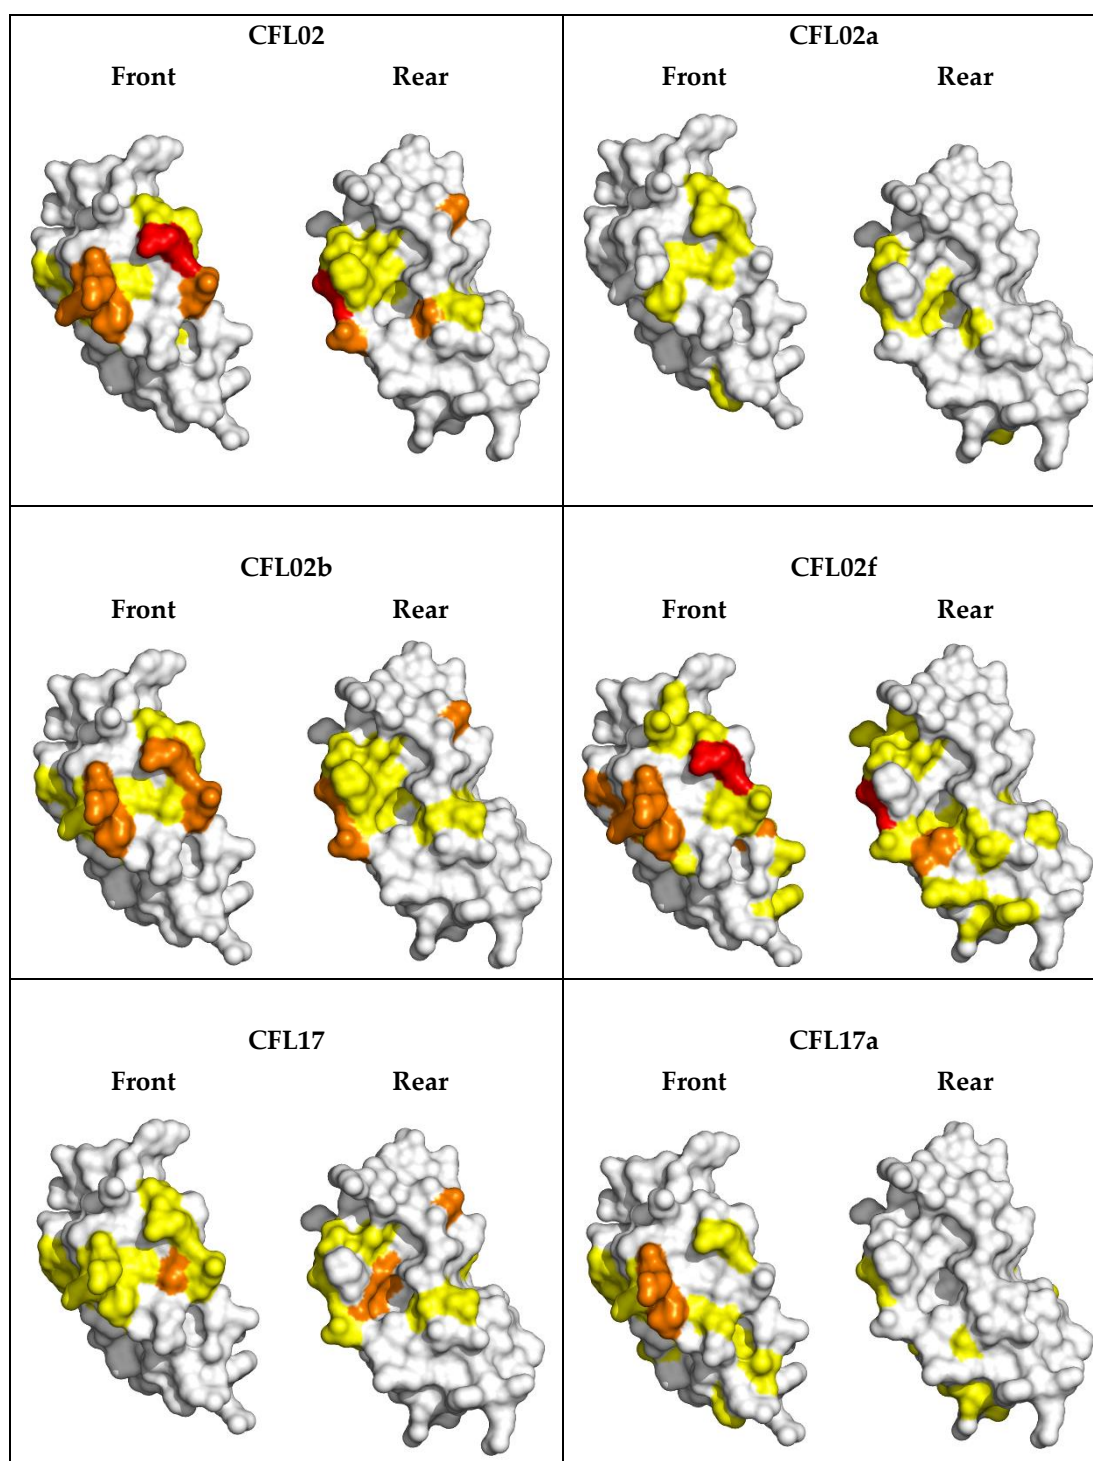 CFL02
Front Rear
CFL02a
Front Rear
CFL02b
Front Rear
CFL02f
Front Rear
CFL17
Front Rear
CFL17a
Front Rear